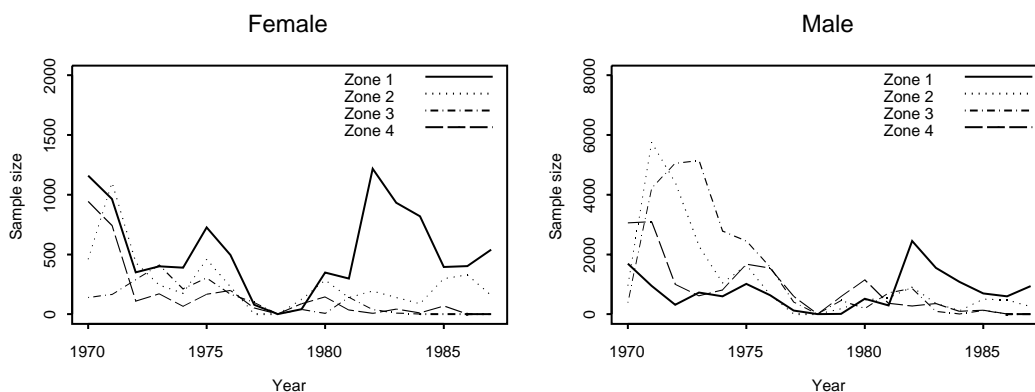 Female
Sample size
2000
1500
1000
500
0
Zone 1
Zone 2
Zone 3
Zone 4
1970
1975
1980
1985
Year
Male
Sample size
8000
6000
4000
2000
0
Zone 1
Zone 2
Zone 3
Zone 4
1970
1975
1980
1985
Year